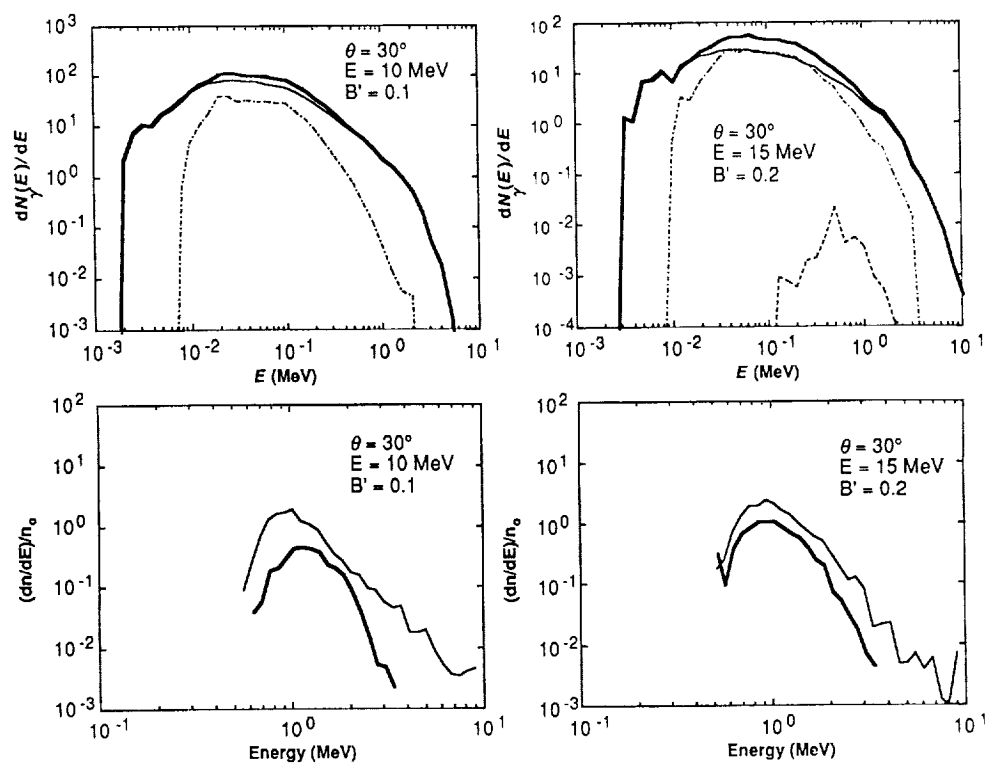 10³
10²
10¹
10⁰
10⁻¹
10⁻²
10⁻³
dNγ(E)/dE
θ = 30°
E = 10 MeV
B' = 0.1
10⁻³ 10⁻² 10⁻¹ 10⁰ 10¹
E (MeV)
10²
10¹
10⁰
10⁻¹
10⁻²
10⁻³
10⁻⁴
dNγ(E)/dE
θ = 30°
E = 15 MeV
B' = 0.2
10⁻³ 10⁻² 10⁻¹ 10⁰ 10¹
E (MeV)
10²
10¹
10⁰
10⁻¹
10⁻²
10⁻³
(dn/dE)/nₒ
θ = 30°
E = 10 MeV
B' = 0.1
10⁻¹ 10⁰ 10¹
Energy (MeV)
10²
10¹
10⁰
10⁻¹
10⁻²
10⁻³
(dn/dE)/nₒ
θ = 30°
E = 15 MeV
B' = 0.2
10⁻¹ 10⁰ 10¹
Energy (MeV)